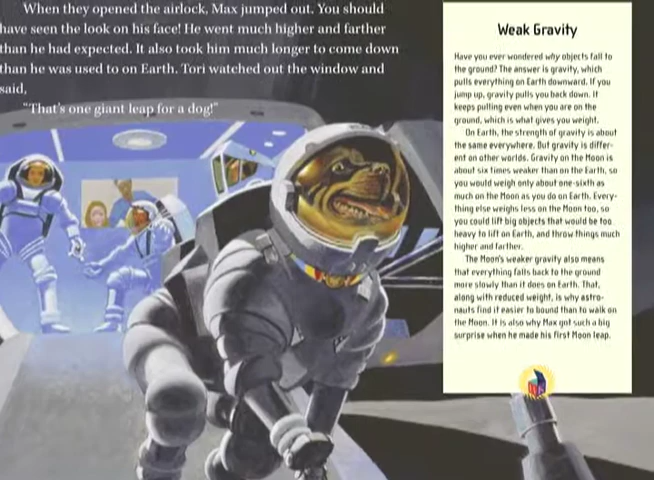 When they opened the airlock, Max jumped out. You should
have seen the look on his face! He went much higher and farther
than he had expected. It also took him much longer to come down
than he was used to on Earth. Tori watched out the window and
said,
"That's one giant leap for a dog!"
Weak Gravity
Have you ever wondered why objects fall to
the ground? The answer is gravity, which
pulls everything on Earth downward. If you
jump up, gravity pulls you back down. It
keeps pulling even when you are on the
ground, which is what gives you weight.
On Earth, the strength of gravity is about
the same everywhere. But gravity is differ-
ent on other worlds. Gravity on the Moon is
about six times weaker than on the Earth, so
you would weigh only about one-sixth as
much on the Moon as you do on Earth. Every-
thing else weighs less on the Moon too, so
you could lift big objects that would be too
heavy to lift on Earth, and throw things much
higher and farther.
The Moon's weaker gravity also means
that everything falls back to the ground
more slowly than it does on Earth. That,
along with reduced weight, is why astro-
nauts find it easier to bound than to walk on
the Moon. It is also why Max got such a big
surprise when he made his first Moon leap.